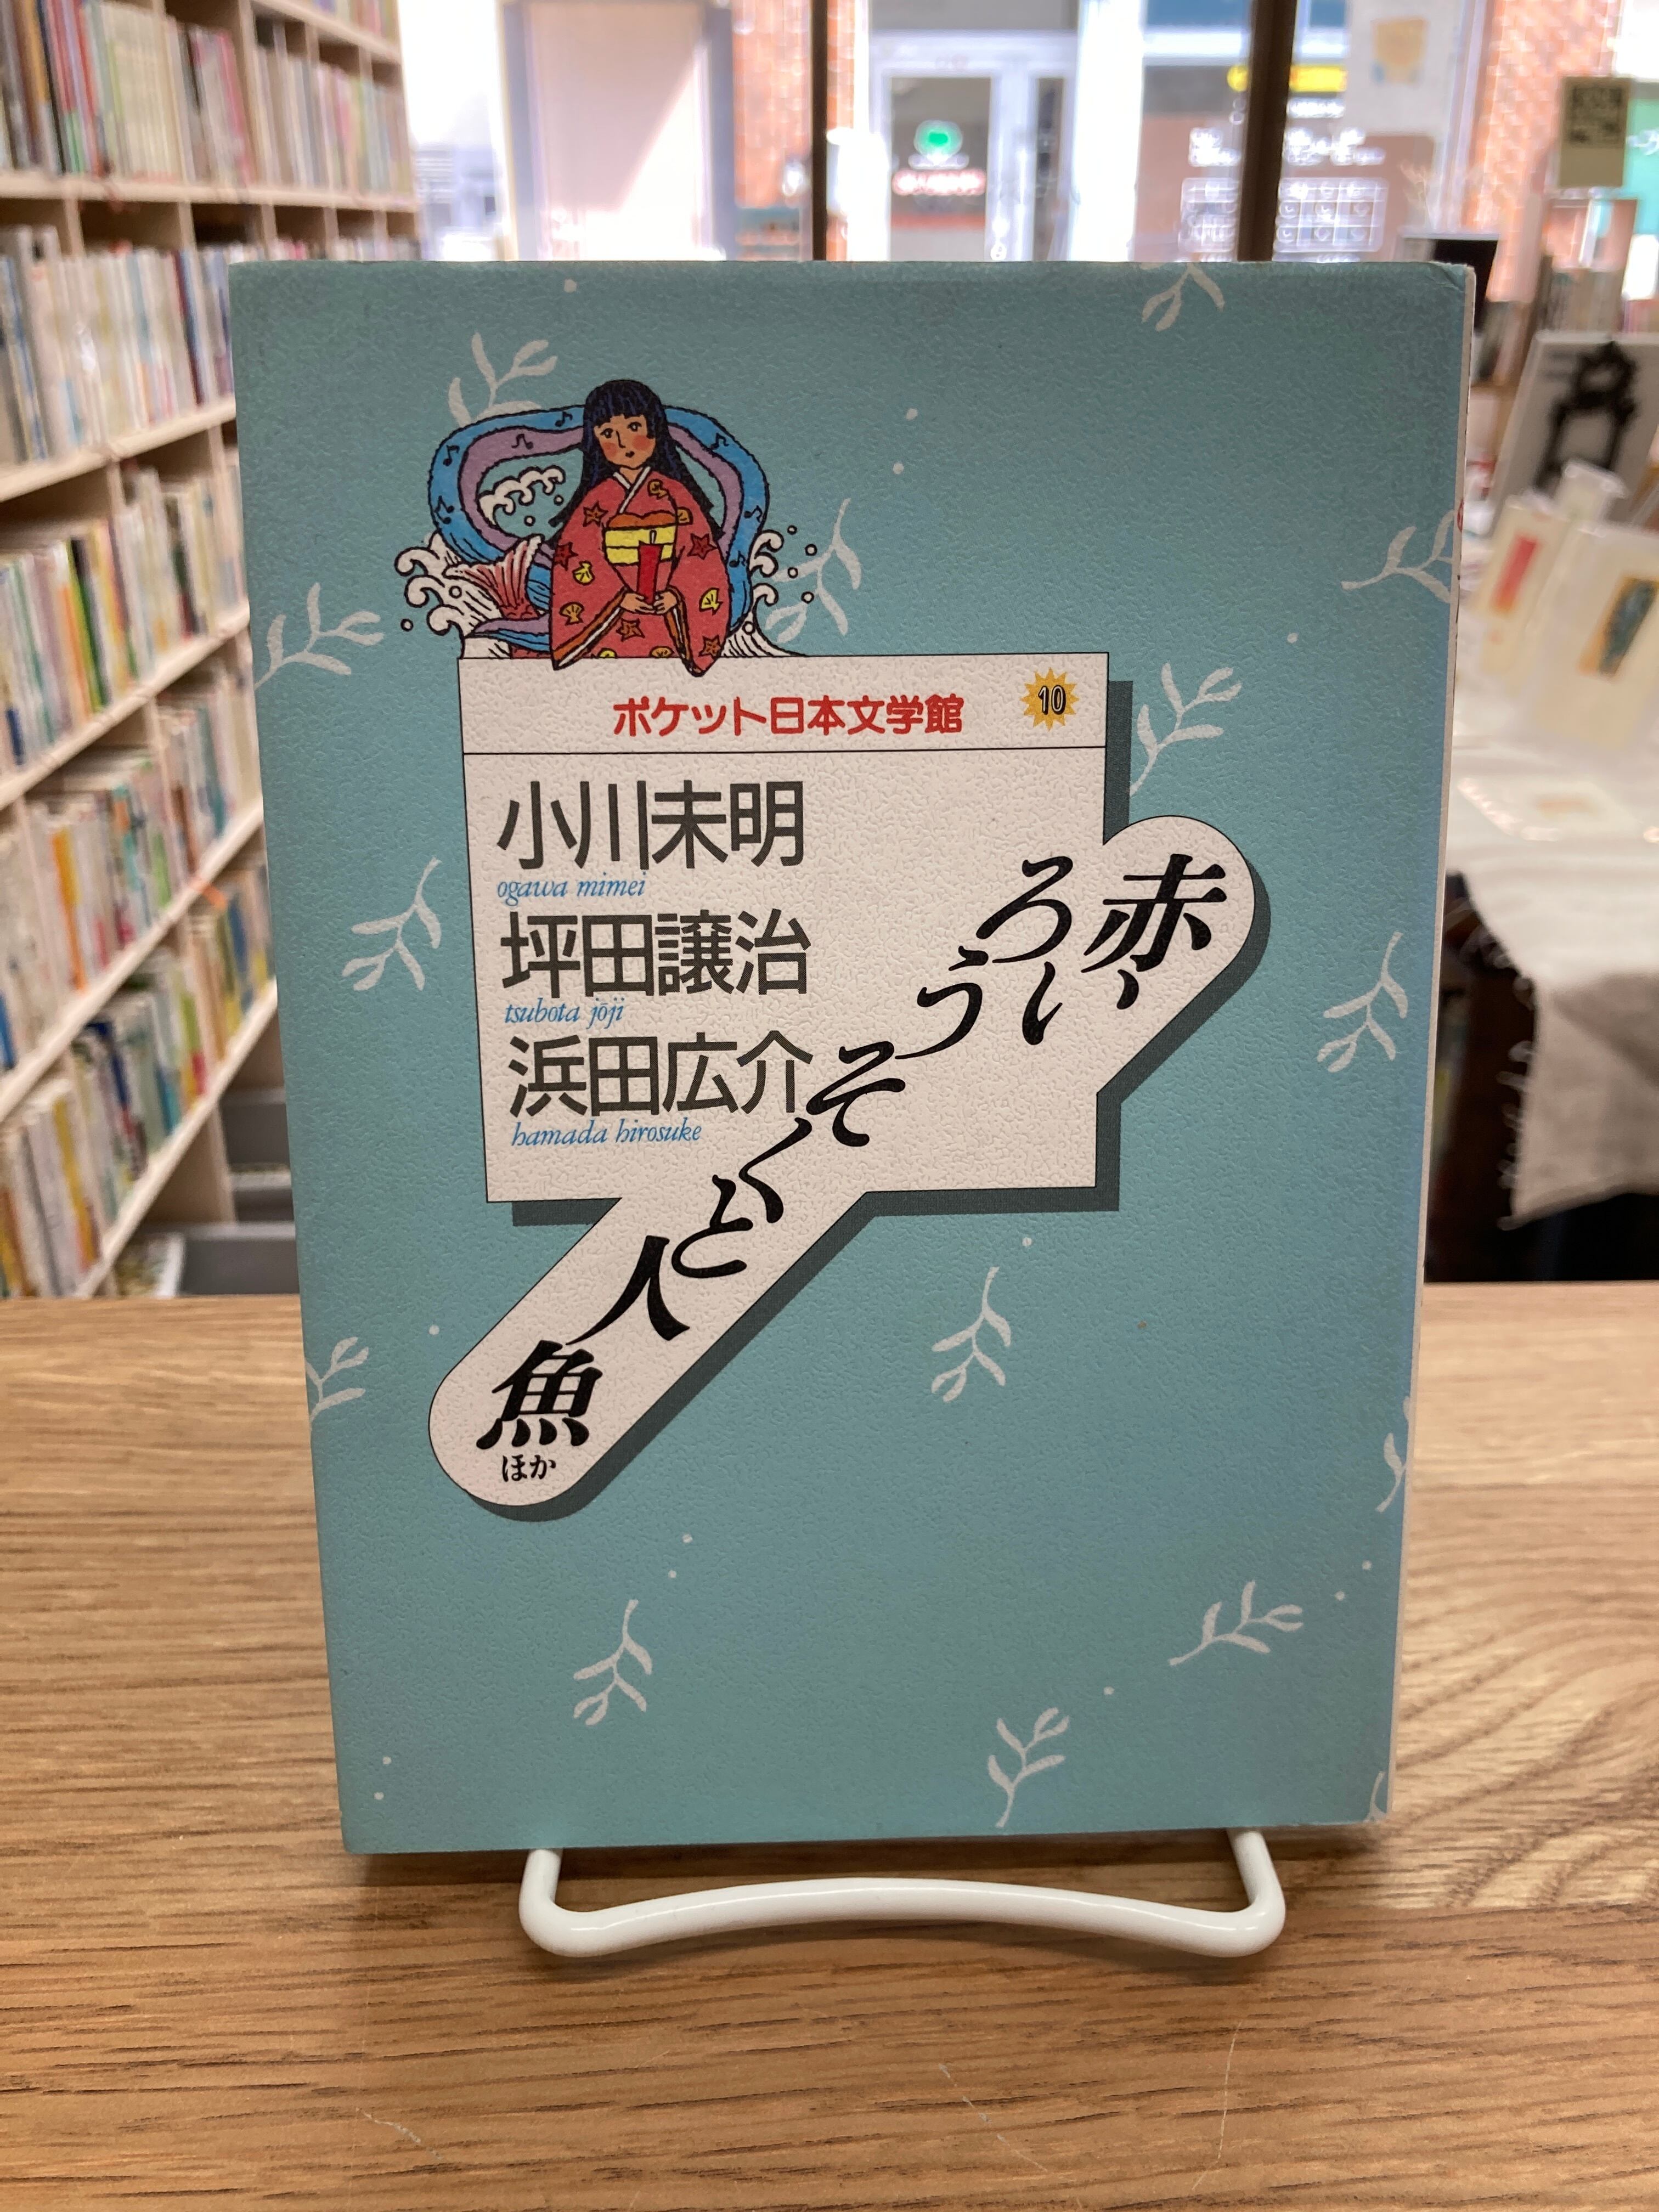 ポケット日本文学館
10
小川未明
ogawa mimei
坪田譲治
tsubota jōji
浜田広介
hamada hirosuke
赤いろうそくと人魚
ほか